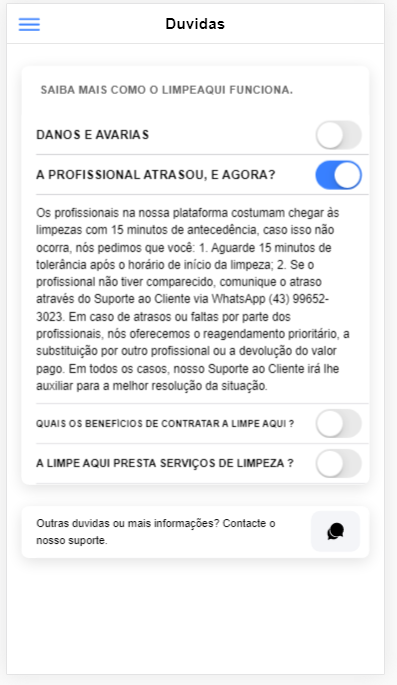 Duvidas
SAIBA MAIS COMO O LIMPEAQUI FUNCIONA.
DANOS E AVARIAS
A PROFISSIONAL ATRASOU, E AGORA?
Os profissionais na nossa plataforma costumam chegar às
limpezas com 15 minutos de antecedência, caso isso não
ocorra, nós pedimos que você: 1. Aguarde 15 minutos de
tolerância após o horário de início da limpeza; 2. Se o
profissional não tiver comparecido, comunique o atraso
através do Suporte ao Cliente via WhatsApp (43) 99652-
3023. Em caso de atrasos ou faltas por parte dos
profissionais, nós oferecemos o reagendamento prioritário, a
substituição por outro profissional ou a devolução do valor
pago. Em todos os casos, nosso Suporte ao Cliente irá lhe
auxiliar para a melhor resolução da situação.
QUAIS OS BENEFÍCIOS DE CONTRATAR A LIMPE AQUI ?
A LIMPE AQUI PRESTA SERVIÇOS DE LIMPEZA ?
Outras duvidas ou mais informações? Contacte o
nosso suporte.